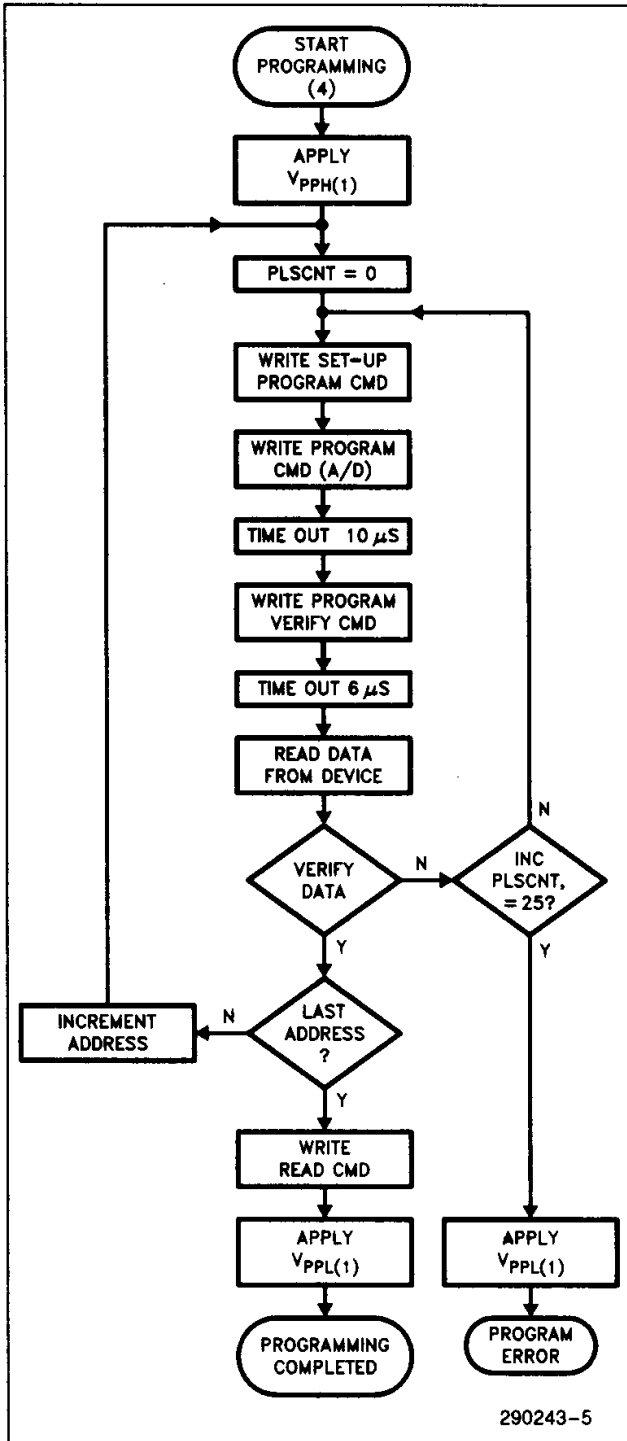 START
PROGRAMMING
(4)
APPLY
VPPH(1)
PLSCNT = 0
WRITE SET-UP
PROGRAM CMD
WRITE PROGRAM
CMD (A/D)
TIME OUT 10 μS
WRITE PROGRAM
VERIFY CMD
TIME OUT 6 μS
READ DATA
FROM DEVICE
VERIFY
DATA
N
Y
INC
PLSCNT,
= 25?
N
Y
LAST
ADDRESS
?
N
Y
INCREMENT
ADDRESS
WRITE
READ CMD
APPLY
VPPL(1)
PROGRAMMING
COMPLETED
APPLY
VPPL(1)
PROGRAM
ERROR
290243-5